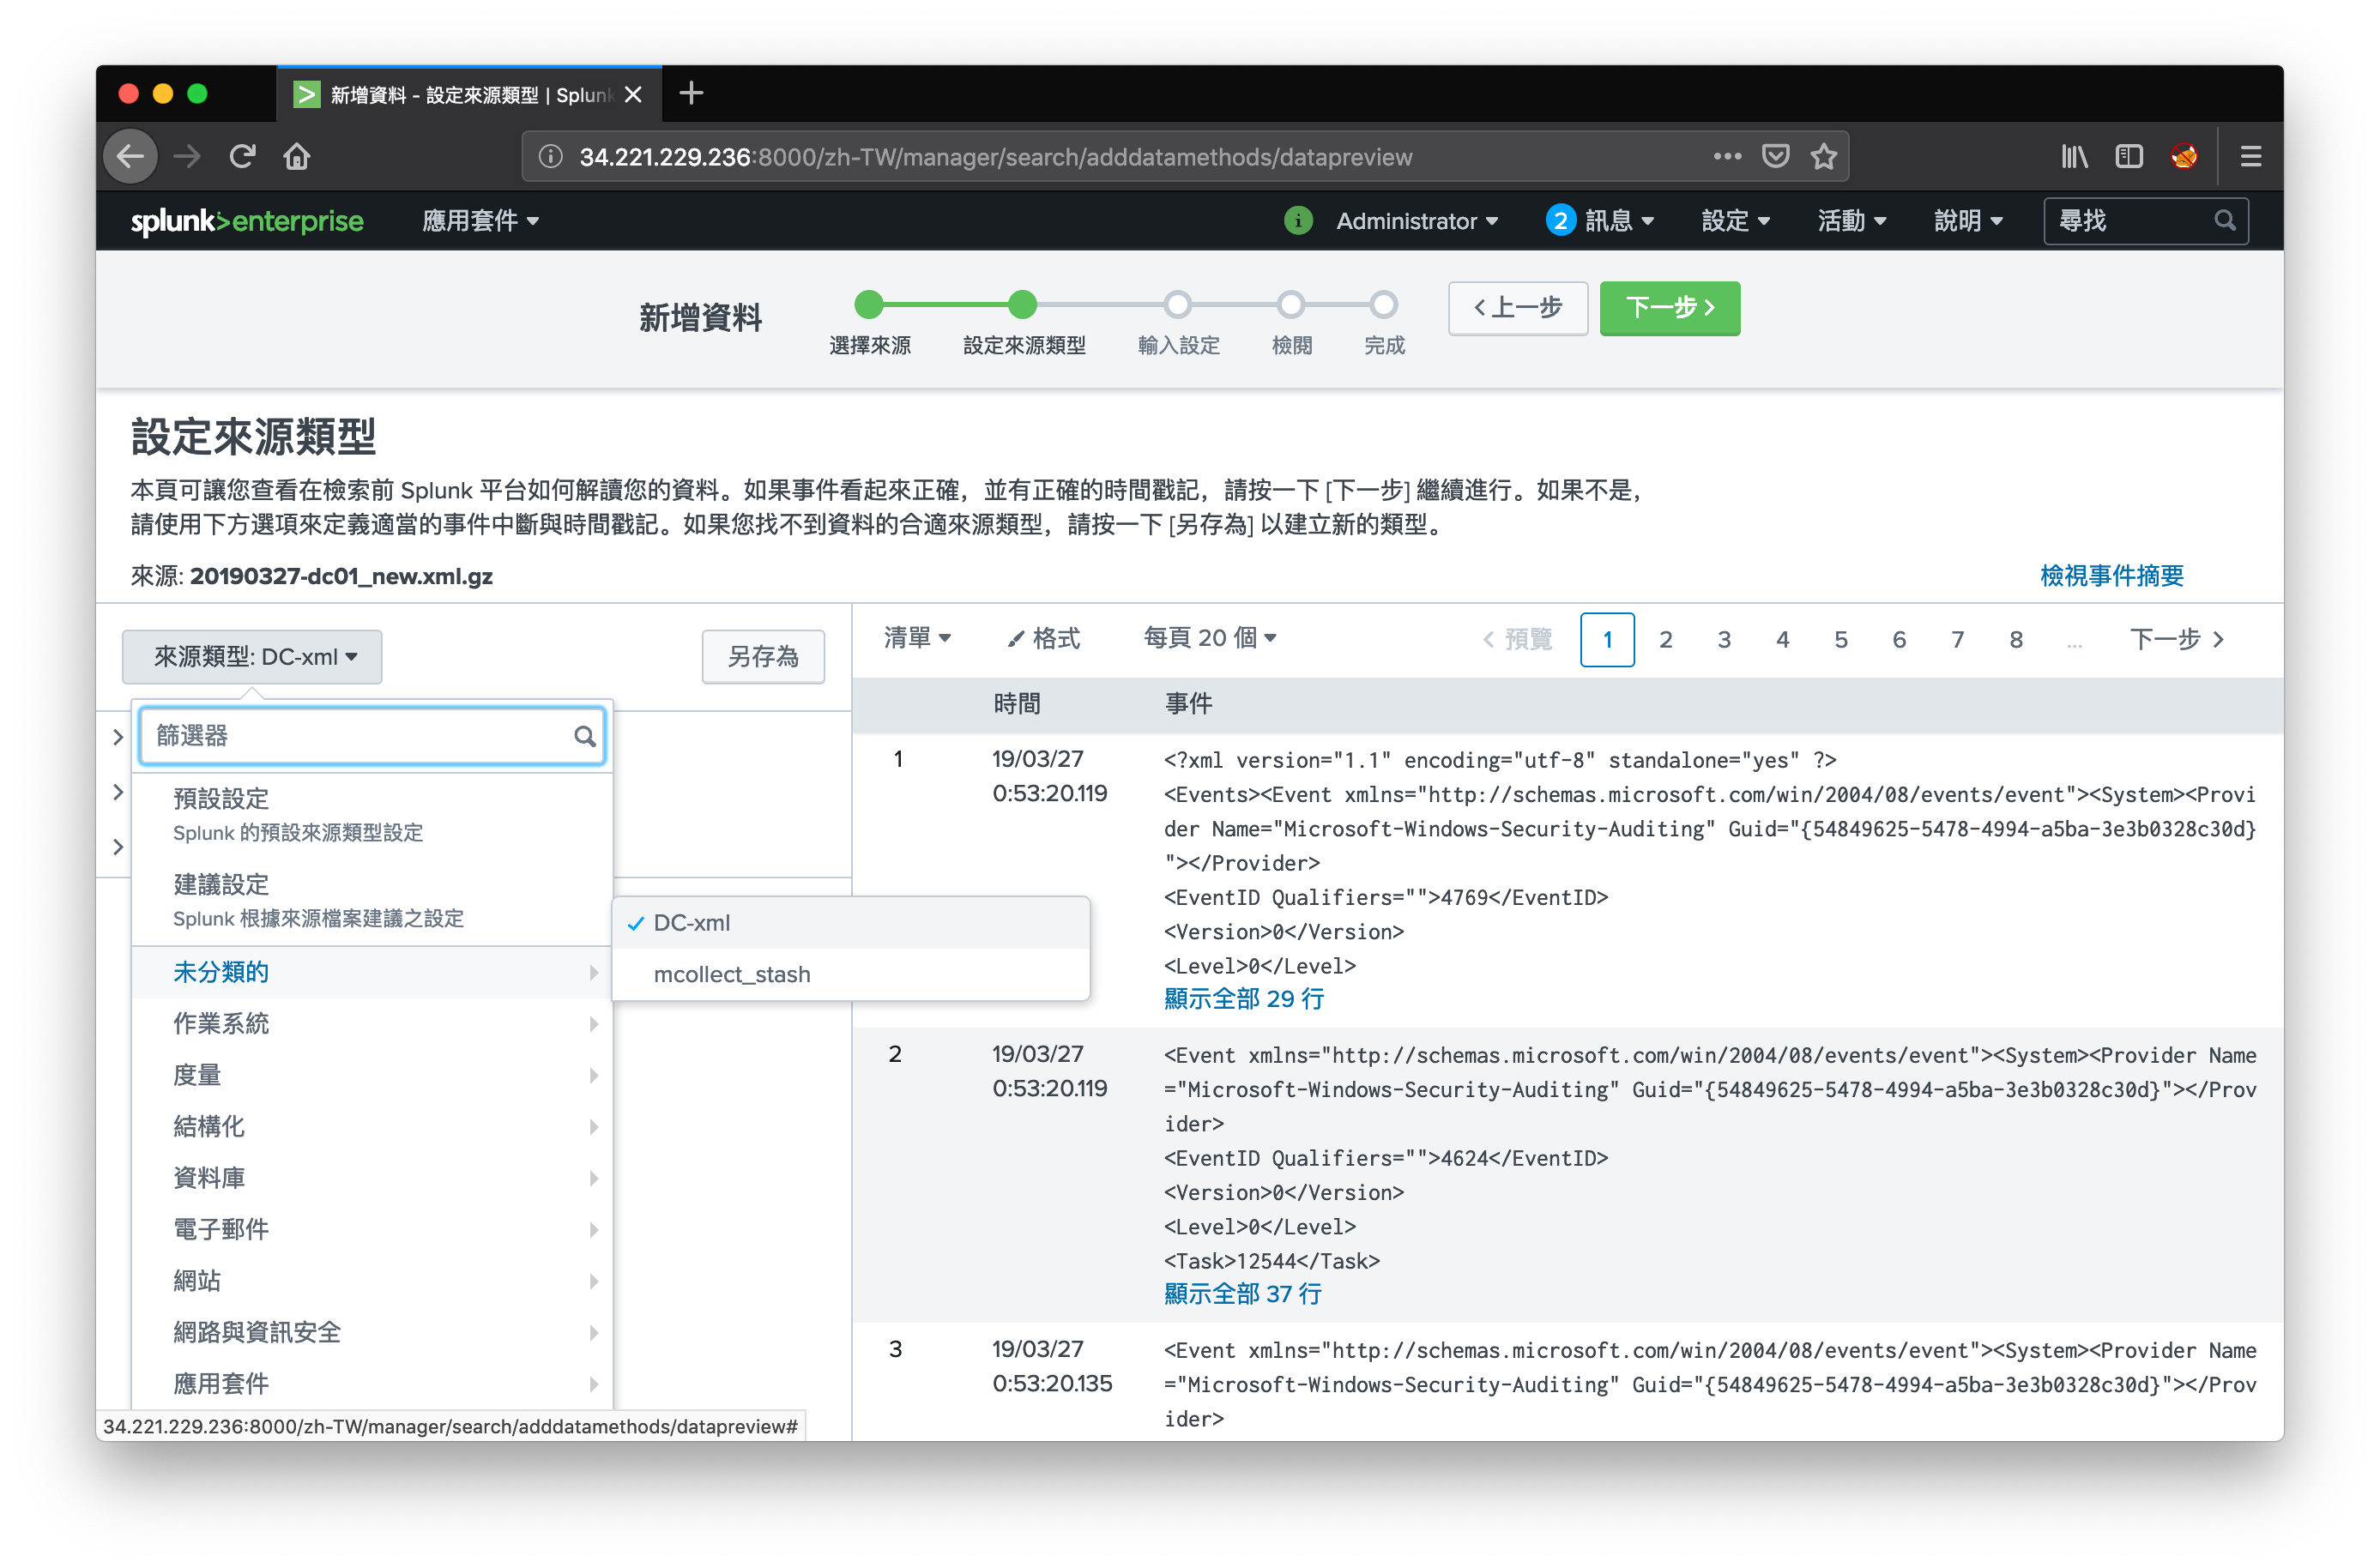 新增資料 - 設定來源類型 | Splunk
34.221.229.236:8000/zh-TW/manager/search/adddatamethods/datapreview
splunk>enterprise 應用套件 i Administrator 2 訊息 設定 活動 說明 尋找
新增資料 選擇來源 設定來源類型 輸入設定 檢閱 完成 上一步 下一步
設定來源類型
本頁可讓您查看在檢索前 Splunk 平台如何解讀您的資料。如果事件看起來正確，並有正確的時間戳記，請按一下 [下一步] 繼續進行。如果不是，
請使用下方選項來定義適當的事件中斷與時間戳記。如果您找不到資料的合適來源類型，請按一下 [另存為] 以建立新的類型。
來源: 20190327-dc01_new.xml.gz 檢視事件摘要
來源類型: DC-xml 另存為
篩選器
預設設定
Splunk 的預設來源類型設定
建議設定
Splunk 根據來源檔案建議之設定
未分類的
作業系統
度量
結構化
資料庫
電子郵件
網站
網路與資訊安全
應用套件
DC-xml
mcollect_stash
34.221.229.236:8000/zh-TW/manager/search/adddatamethods/datapreview#
清單 格式 每頁 20 個 預覽 1 2 3 4 5 6 7 8 ... 下一步
時間 事件
1 19/03/27
0:53:20.119
<?xml version="1.1" encoding="utf-8" standalone="yes" ?>
<Events><Event xmlns="http://schemas.microsoft.com/win/2004/08/events/event"><System><Provi
der Name="Microsoft-Windows-Security-Auditing" Guid="{54849625-5478-4994-a5ba-3e3b0328c30d}
"></Provider>
<EventID Qualifiers="">4769</EventID>
<Version>0</Version>
<Level>0</Level>
顯示全部 29 行
2 19/03/27
0:53:20.119
<Event xmlns="http://schemas.microsoft.com/win/2004/08/events/event"><System><Provider Name
="Microsoft-Windows-Security-Auditing" Guid="{54849625-5478-4994-a5ba-3e3b0328c30d}"></Prov
ider>
<EventID Qualifiers="">4624</EventID>
<Version>0</Version>
<Level>0</Level>
<Task>12544</Task>
顯示全部 37 行
3 19/03/27
0:53:20.135
<Event xmlns="http://schemas.microsoft.com/win/2004/08/events/event"><System><Provider Name
="Microsoft-Windows-Security-Auditing" Guid="{54849625-5478-4994-a5ba-3e3b0328c30d}"></Prov
ider>